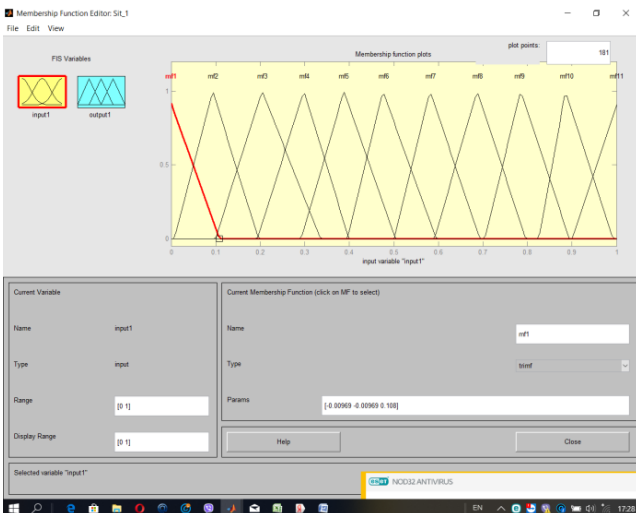 Membership Function Editor: Sit_1
File Edit View
FIS Variables
input1 output1
Membership function plots
plot points:
181
mf1 mf2 mf3 mf4 mf5 mf6 mf7 mf8 mf9 mf10 mf11
1
0.5
0
0 0.1 0.2 0.3 0.4 0.5 0.6 0.7 0.8 0.9 1
input variable "input1"
Current Variable
Name input1
Type input
Range [0 1]
Display Range [0 1]
Current Membership Function (click on MF to select)
Name mf1
Type trimf
Params [-0.00969 -0.00969 0.108]
Help Close
Selected variable "input1"
eset NOD32 ANTIVIRUS
EN 17:28